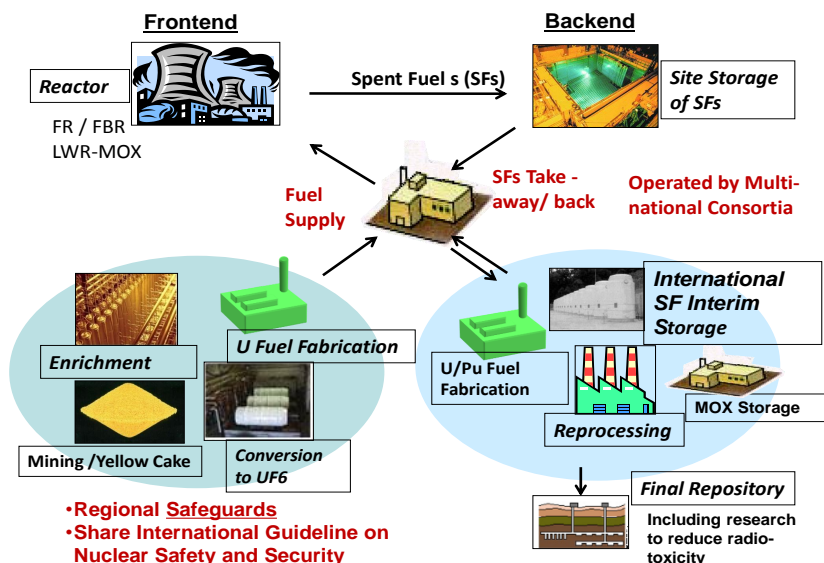 Frontend
Backend
Reactor
FR / FBR
LWR-MOX
Spent Fuel s (SFs)
Site Storage
of SFs
Fuel
Supply
SFs Take -
away/ back
Operated by Multi-
national Consortia
Enrichment
U Fuel Fabrication
Mining /Yellow Cake
Conversion
to UF6
International
SF Interim
Storage
U/Pu Fuel
Fabrication
Reprocessing
MOX Storage
•Regional Safeguards
•Share International Guideline on
Nuclear Safety and Security
Final Repository
Including research
to reduce radio-
toxicity